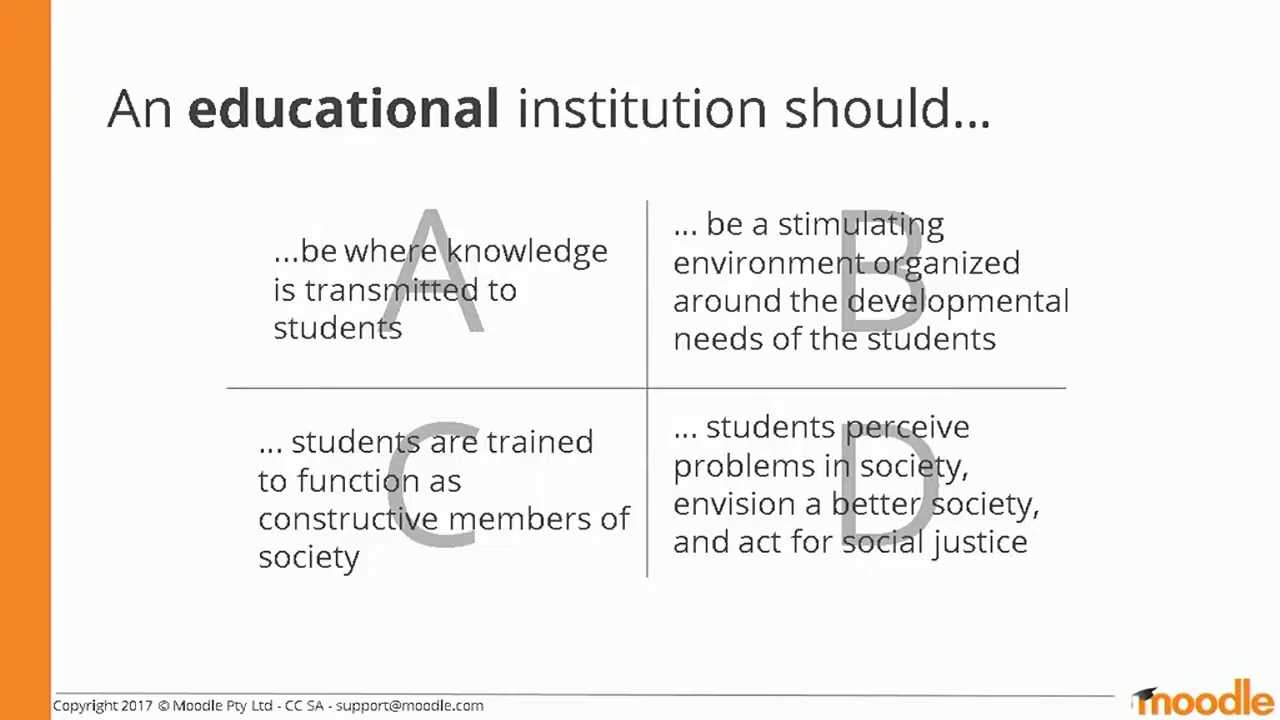 An educational institution should...
A
...be where knowledge
is transmitted to
students
B
... be a stimulating
environment organized
around the developmental
needs of the students
C
... students are trained
to function as
constructive members of
society
D
... students perceive
problems in society,
envision a better society,
and act for social justice
Copyright 2017 © Moodle Pty Ltd - CC SA - support@moodle.com
moodle